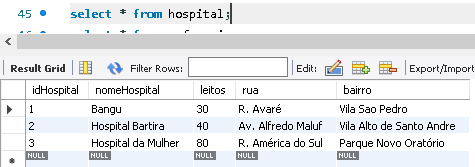 45 select * from hospital;
46 select * from
Result Grid Filter Rows: Edit: Export/Import
idHospital nomeHospital leitos rua bairro
1 Bangu 30 R. Avaré Vila Sao Pedro
2 Hospital Bartira 40 Av. Alfredo Maluf Vila Alto de Santo Andre
3 Hospital da Mulher 80 R. América do Sul Parque Novo Oratório
NULL NULL NULL NULL NULL